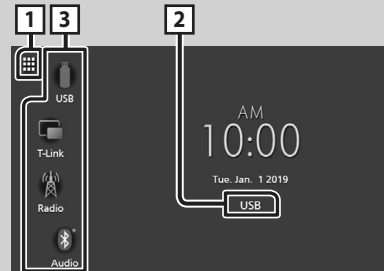 1 3 2
USB
T-Link
Radio
Audio
AM
10:00
Tue. Jan. 1 2019
USB